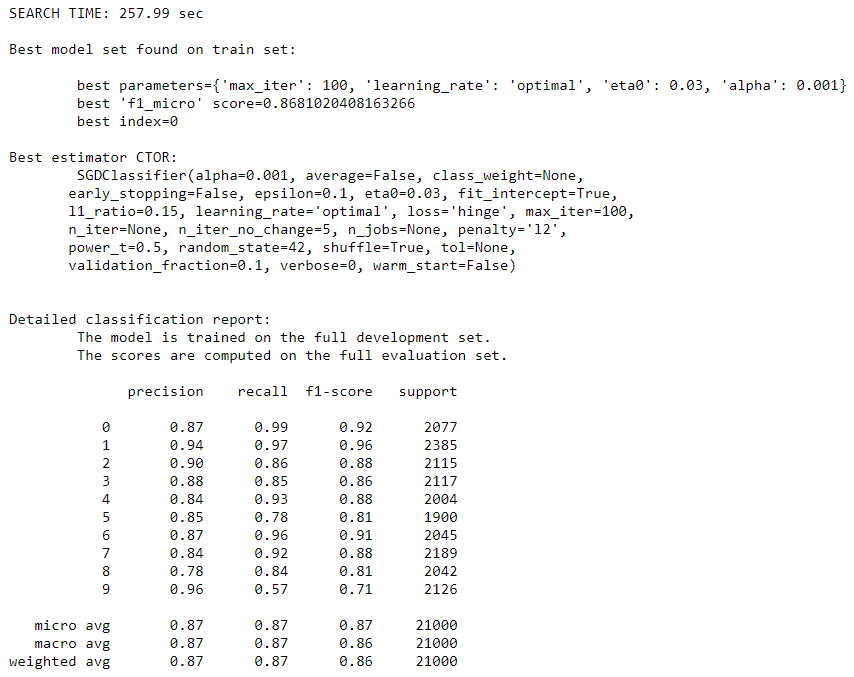 SEARCH TIME: 257.99 sec
Best model set found on train set:
best parameters={'max_iter': 100, 'learning_rate': 'optimal', 'eta0': 0.03, 'alpha': 0.001}
best 'f1_micro' score=0.8681020408163266
best index=0
Best estimator CTOR:
SGDClassifier(alpha=0.001, average=False, class_weight=None,
early_stopping=False, epsilon=0.1, eta0=0.03, fit_intercept=True,
l1_ratio=0.15, learning_rate='optimal', loss='hinge', max_iter=100,
n_iter=None, n_iter_no_change=5, n_jobs=None, penalty='l2',
power_t=0.5, random_state=42, shuffle=True, tol=None,
validation_fraction=0.1, verbose=0, warm_start=False)
Detailed classification report:
The model is trained on the full development set.
The scores are computed on the full evaluation set.
precision recall f1-score support
0 0.87 0.99 0.92 2077
1 0.94 0.97 0.96 2385
2 0.90 0.86 0.88 2115
3 0.88 0.85 0.86 2117
4 0.84 0.93 0.88 2004
5 0.85 0.78 0.81 1900
6 0.87 0.96 0.91 2045
7 0.84 0.92 0.88 2189
8 0.78 0.84 0.81 2042
9 0.96 0.57 0.71 2126
micro avg 0.87 0.87 0.87 21000
macro avg 0.87 0.87 0.86 21000
weighted avg 0.87 0.87 0.86 21000